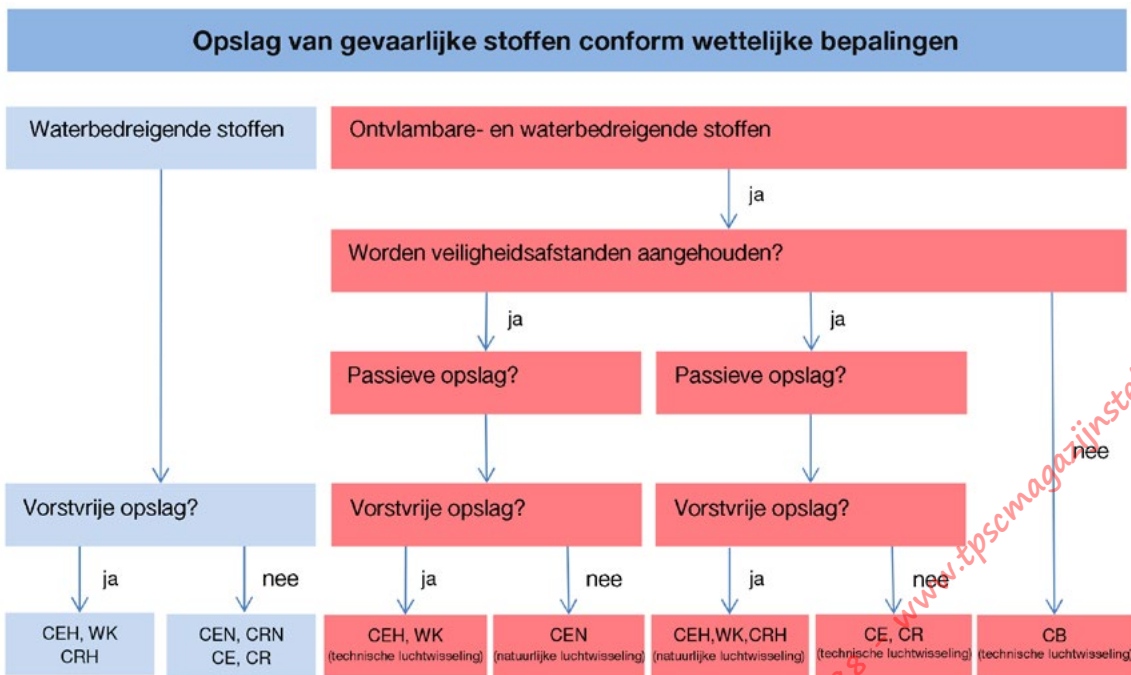 Opslag van gevaarlijke stoffen conform wettelijke bepalingen
Waterbedreigende stoffen
Ontvlambare- en waterbedreigende stoffen
ja
Worden veiligheidsafstanden aangehouden?
ja
ja
Passieve opslag?
Passieve opslag?
nee
Vorstvrije opslag?
Vorstvrije opslag?
Vorstvrije opslag?
ja
nee
ja
nee
ja
nee
CEH, WK
CRH
CEN, CRN
CE, CR
CEH, WK
(technische luchtwisseling)
CEN
(natuurlijke luchtwisseling)
CEH,WK,CRH
(natuurlijke luchtwisseling)
CE, CR
(technische luchtwisseling)
CB
(technische luchtwisseling)